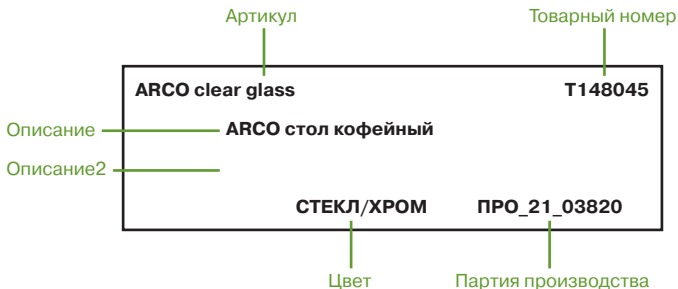 Артикул Товарный номер
ARCO clear glass T148045
Описание ARCO стол кофейный
Описание2
СТЕКЛ/ХРОМ ПРО_21_03820
Цвет Партия производства